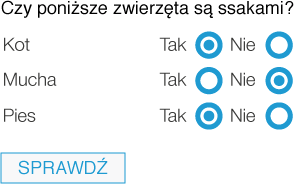 Czy poniższe zwierzęta są ssakami?
Kot Tak Nie
Mucha Tak Nie
Pies Tak Nie
SPRAWDŹ